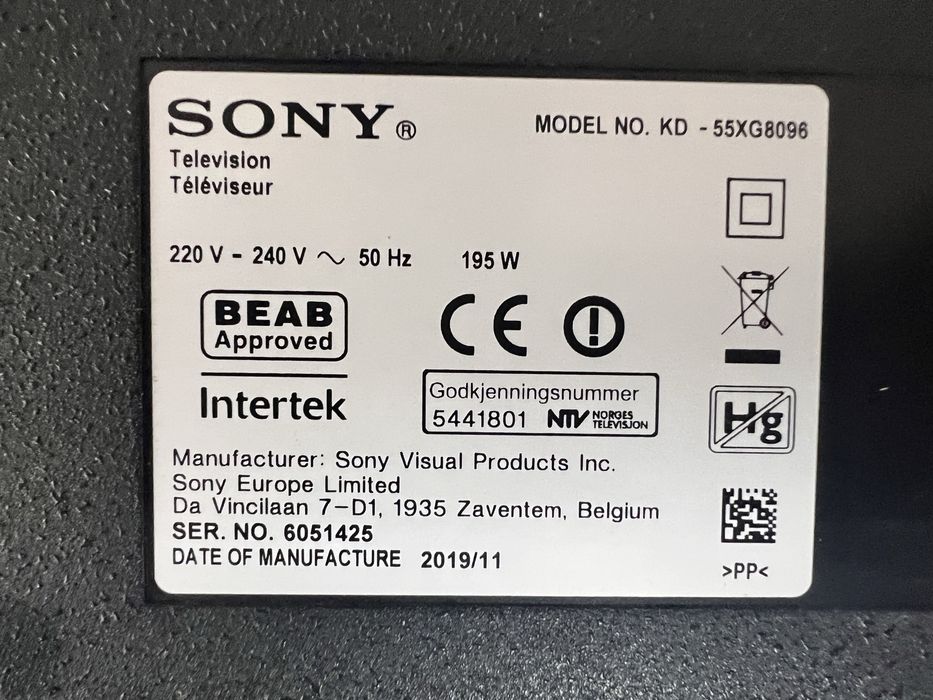 SONY®
MODEL NO. KD - 55XG8096
Television
Téléviseur
220 V - 240 V ~ 50 Hz 195 W
BEAB
Approved
Intertek
CE
Godkjenningsnummer
5441801 NTV NORGES TELEVISJON
Hg
Manufacturer: Sony Visual Products Inc.
Sony Europe Limited
Da Vincilaan 7-D1, 1935 Zaventem, Belgium
SER. NO. 6051425
DATE OF MANUFACTURE 2019/11
>PP<